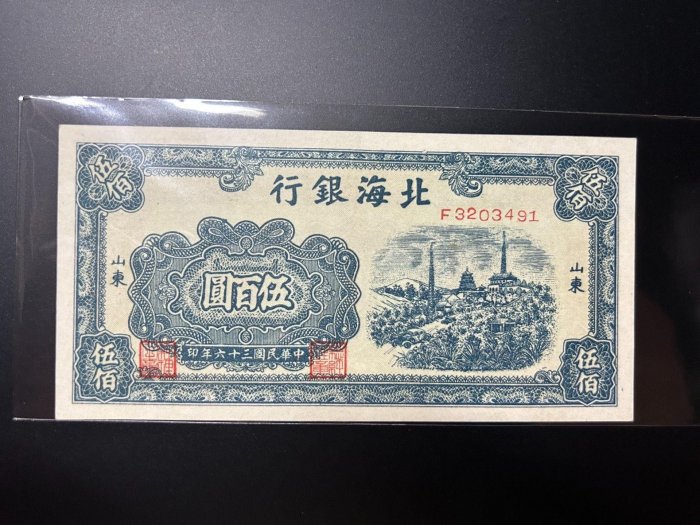 伍佰
伍佰
北海銀行
F3203491
山東
山東
伍百圓
中華民國三十六年印
伍佰
伍佰